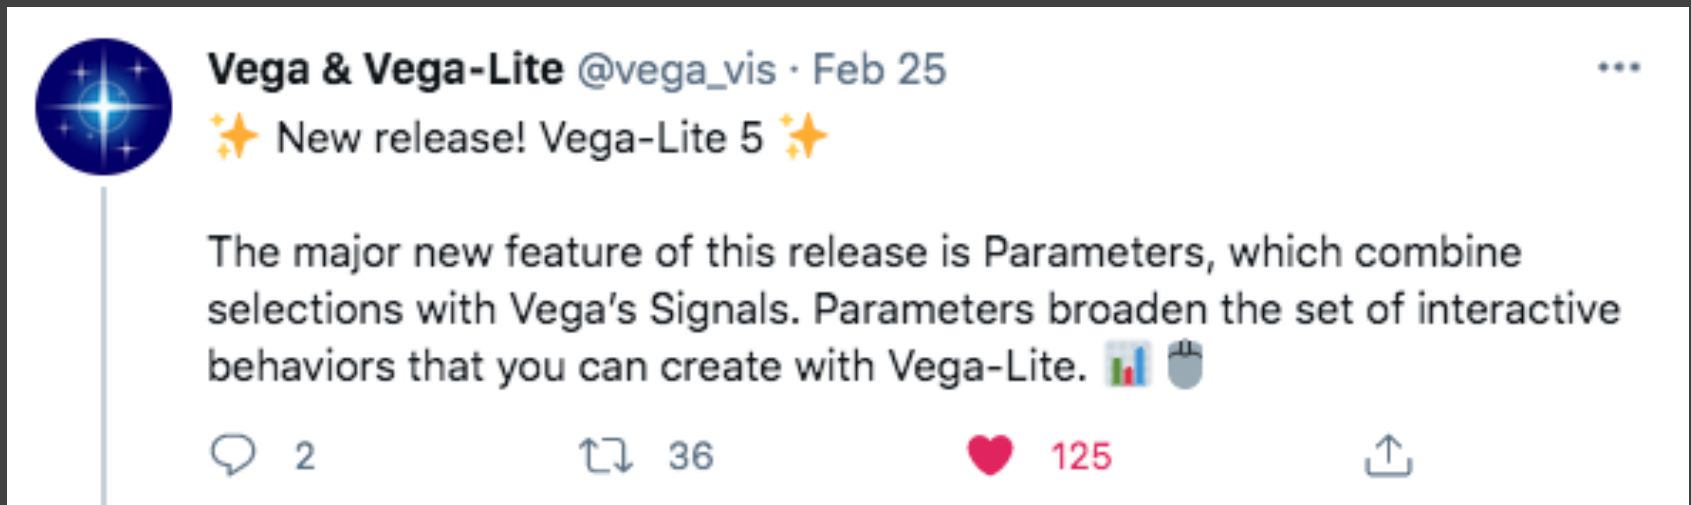 Vega & Vega-Lite @vega_vis · Feb 25
✨ New release! Vega-Lite 5 ✨
The major new feature of this release is Parameters, which combine
selections with Vega’s Signals. Parameters broaden the set of interactive
behaviors that you can create with Vega-Lite. 📊🖱️
2 36 125